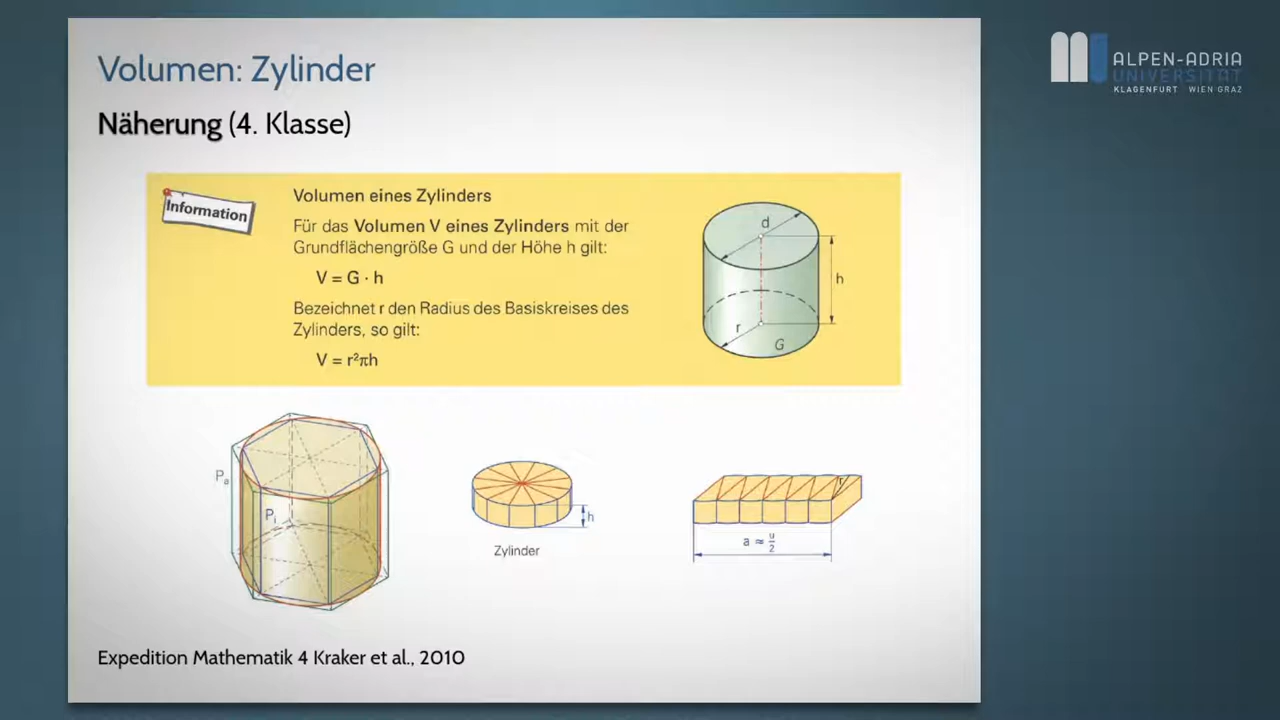 Volumen: Zylinder
Näherung (4. Klasse)
Information
Volumen eines Zylinders
Für das Volumen V eines Zylinders mit der
Grundflächengröße G und der Höhe h gilt:
V = G · h
Bezeichnet r den Radius des Basiskreises des
Zylinders, so gilt:
V = r²πh
d
h
r
G
Pₐ
Pᵢ
h
Zylinder
r
a ≈ u/2
Expedition Mathematik 4 Kraker et al., 2010
ALPEN-ADRIA
UNIVERSITÄT
KLAGENFURT WIEN GRAZ